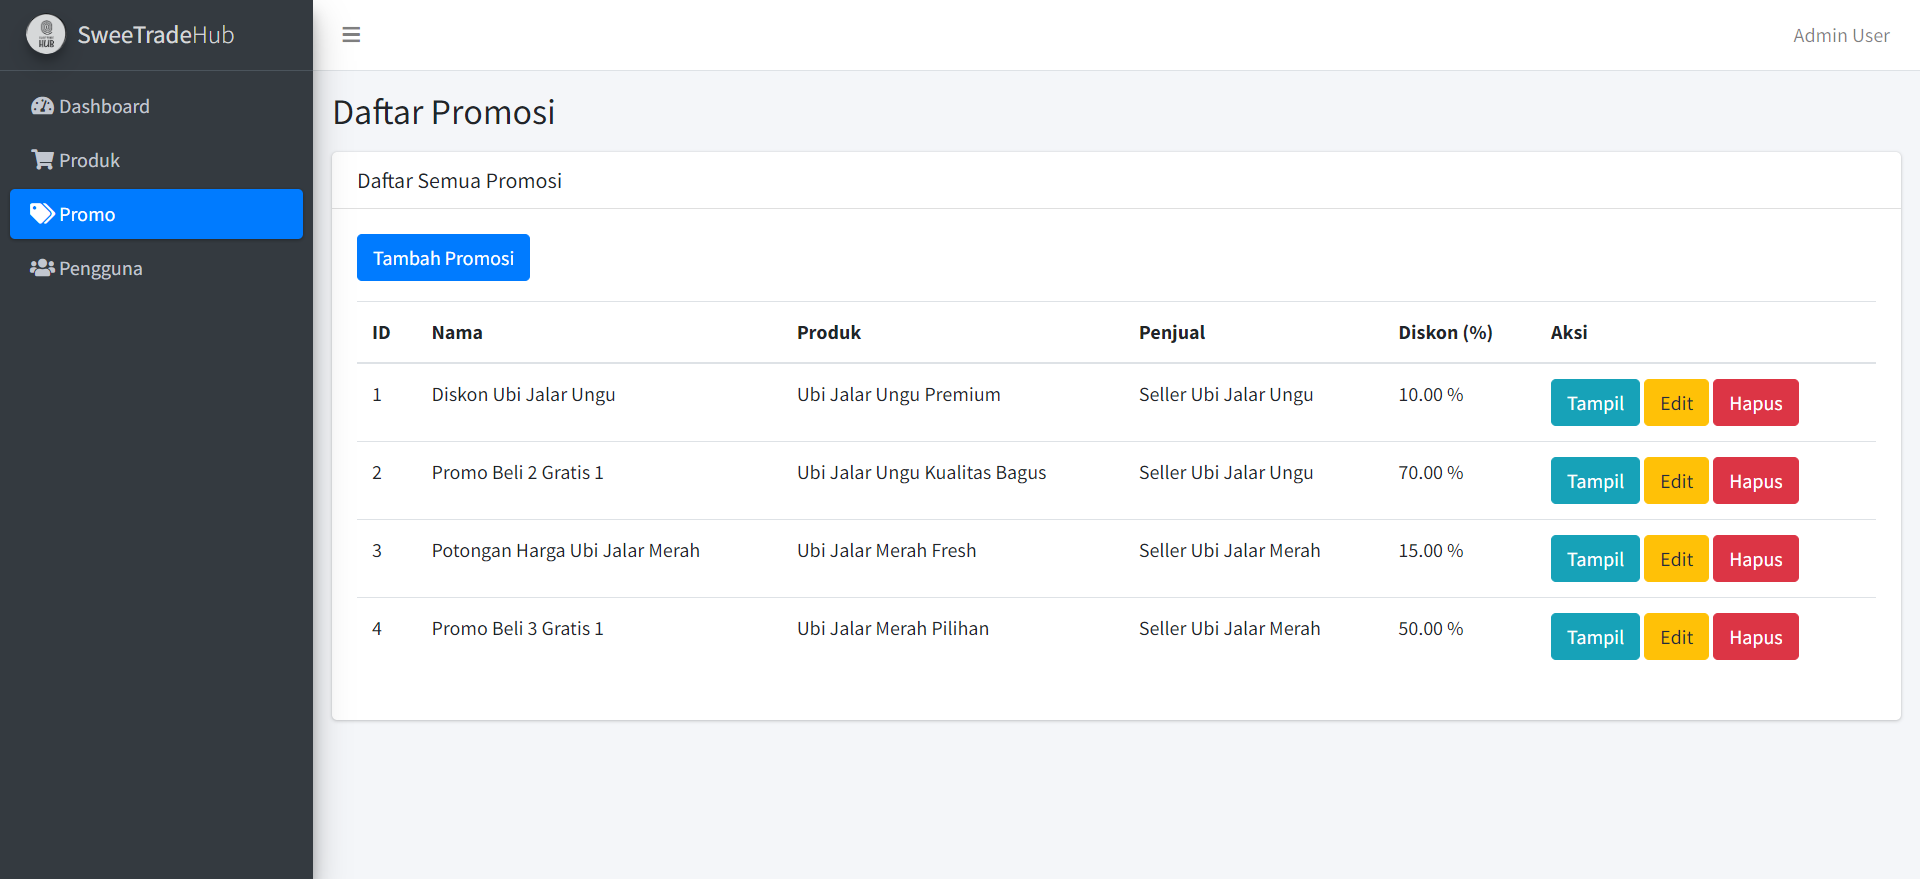 SweeTradeHub
Admin User
Dashboard
Produk
Promo
Pengguna
Daftar Promosi
Daftar Semua Promosi
Tambah Promosi
ID Nama Produk Penjual Diskon (%) Aksi
1 Diskon Ubi Jalar Ungu Ubi Jalar Ungu Premium Seller Ubi Jalar Ungu 10.00 % Tampil Edit Hapus
2 Promo Beli 2 Gratis 1 Ubi Jalar Ungu Kualitas Bagus Seller Ubi Jalar Ungu 70.00 % Tampil Edit Hapus
3 Potongan Harga Ubi Jalar Merah Ubi Jalar Merah Fresh Seller Ubi Jalar Merah 15.00 % Tampil Edit Hapus
4 Promo Beli 3 Gratis 1 Ubi Jalar Merah Pilihan Seller Ubi Jalar Merah 50.00 % Tampil Edit Hapus